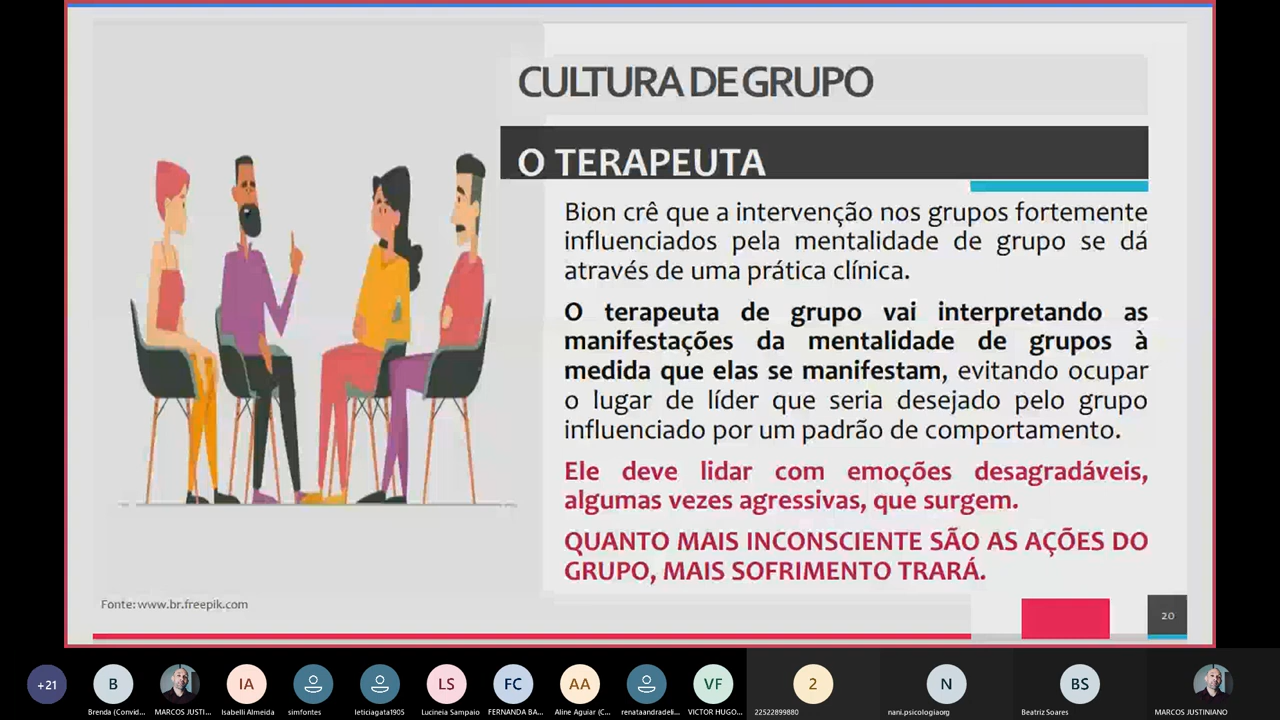 CULTURA DE GRUPO
O TERAPEUTA
Bion crê que a intervenção nos grupos fortemente
influenciados pela mentalidade de grupo se dá
através de uma prática clínica.
O terapeuta de grupo vai interpretando as
manifestações da mentalidade de grupos à
medida que elas se manifestam, evitando ocupar
o lugar de líder que seria desejado pelo grupo
influenciado por um padrão de comportamento.
Ele deve lidar com emoções desagradáveis,
algumas vezes agressivas, que surgem.
QUANTO MAIS INCONSCIENTE SÃO AS AÇÕES DO
GRUPO, MAIS SOFRIMENTO TRARÁ.
Fonte: www.br.freepik.com
20
+21 B IA LS FC AA VF 2 N BS
Brenda (Convid... MARCOS JUSTI... Isabelli Almeida simfontes leticiagata1905 Lucineia Sampaio FERNANDA BA... Aline Aguiar (C... renataandradeli... VICTOR HUGO... 22522899880 nani.psicologiaorg Beatriz Soares MARCOS JUSTINIANO